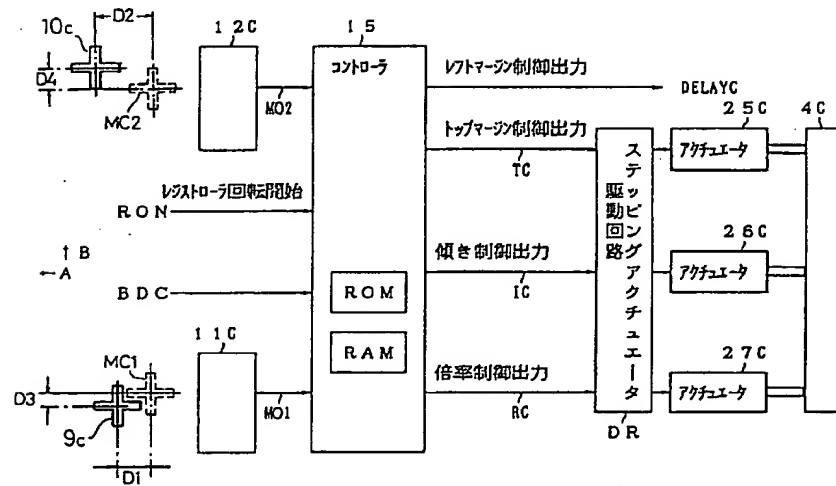 10c
D2
D4
MC2
12C
MO2
15
コントローラ
レフトマージン制御出力
DELAYC
トップマージン制御出力
TC
25C
アクチュエータ
4C
RON
レジストローラ回転開始
B
A
BDC
ROM
RAM
傾き制御出力
IC
26C
アクチュエータ
ステッピングアクチュエータ
駆動回路
MC1
D3
9c
D1
11C
MO1
倍率制御出力
RC
27C
アクチュエータ
DR